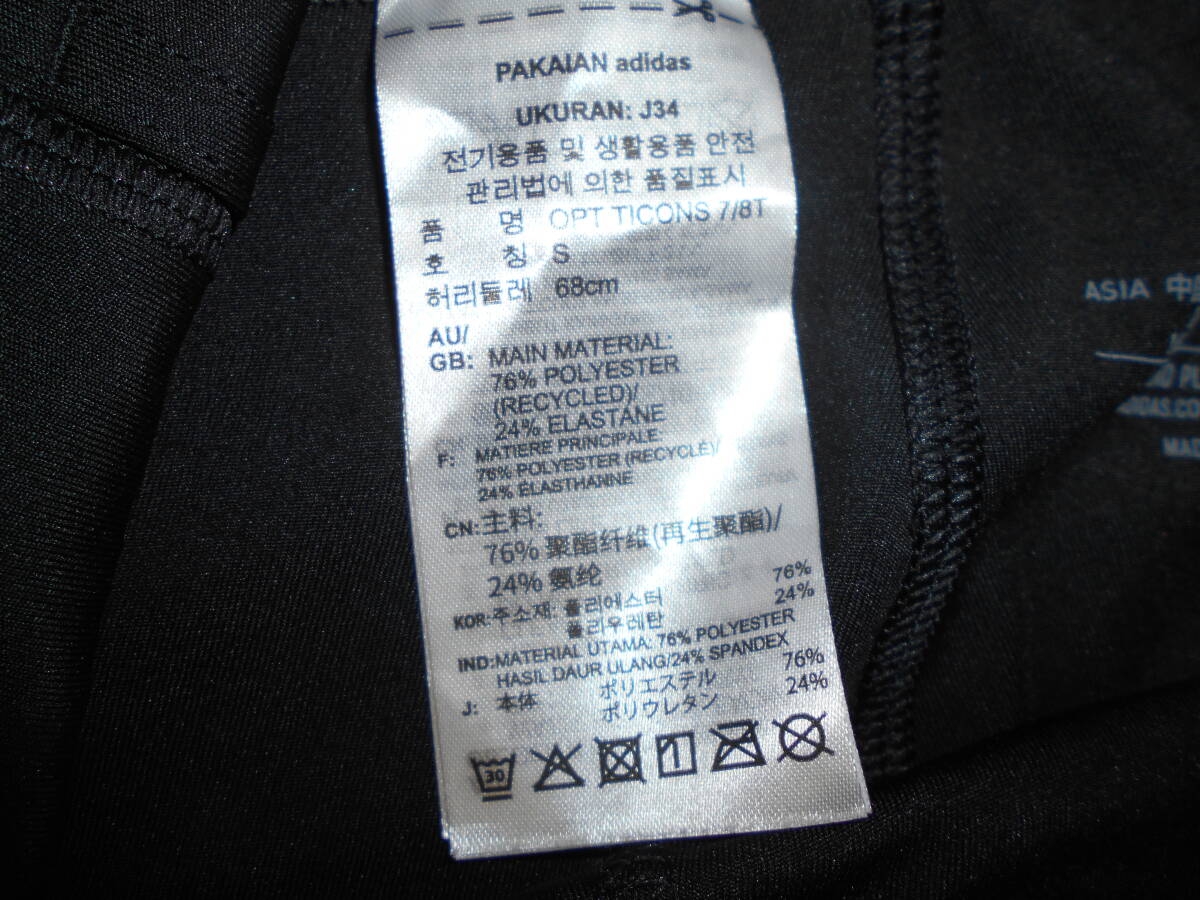 PAKAIAN adidas
UKURAN: J34
전기용품 및 생활용품 안전
관리법에 의한 품질표시
품 명 OPT TICONS 7/8T
호 칭 S
허리둘레 68cm
AU/
GB: MAIN MATERIAL:
76% POLYESTER
(RECYCLED)/
24% ELASTANE
F: MATIERE PRINCIPALE:
76% POLYESTER (RECYCLÉ)/
24% ÉLASTHANNE
CN: 主料:
76% 聚酯纤维(再生聚酯)/
24% 氨纶
KOR: 주소재: 폴리에스터 76%
폴리우레탄 24%
IND: MATERIAL UTAMA: 76% POLYESTER
HASIL DAUR ULANG/24% SPANDEX
J: 本体 ポリエステル 76%
ポリウレタン 24%
30
ASIA 中